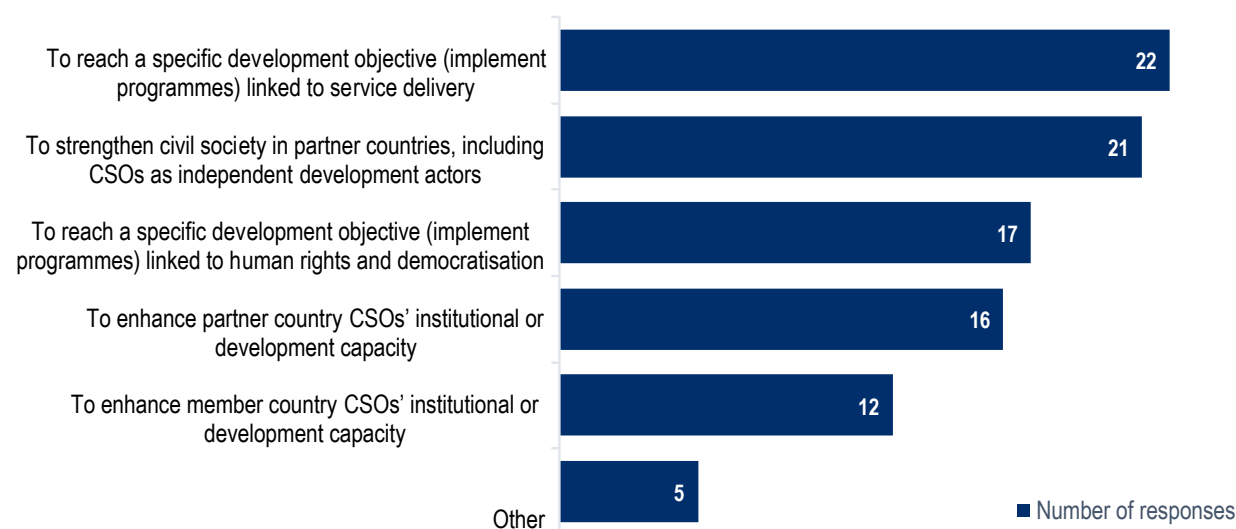 To reach a specific development objective (implement
programmes) linked to service delivery
22
To strengthen civil society in partner countries, including
CSOs as independent development actors
21
To reach a specific development objective (implement
programmes) linked to human rights and democratisation
17
To enhance partner country CSOs’ institutional or
development capacity
16
To enhance member country CSOs’ institutional or
development capacity
12
Other
5
Number of responses